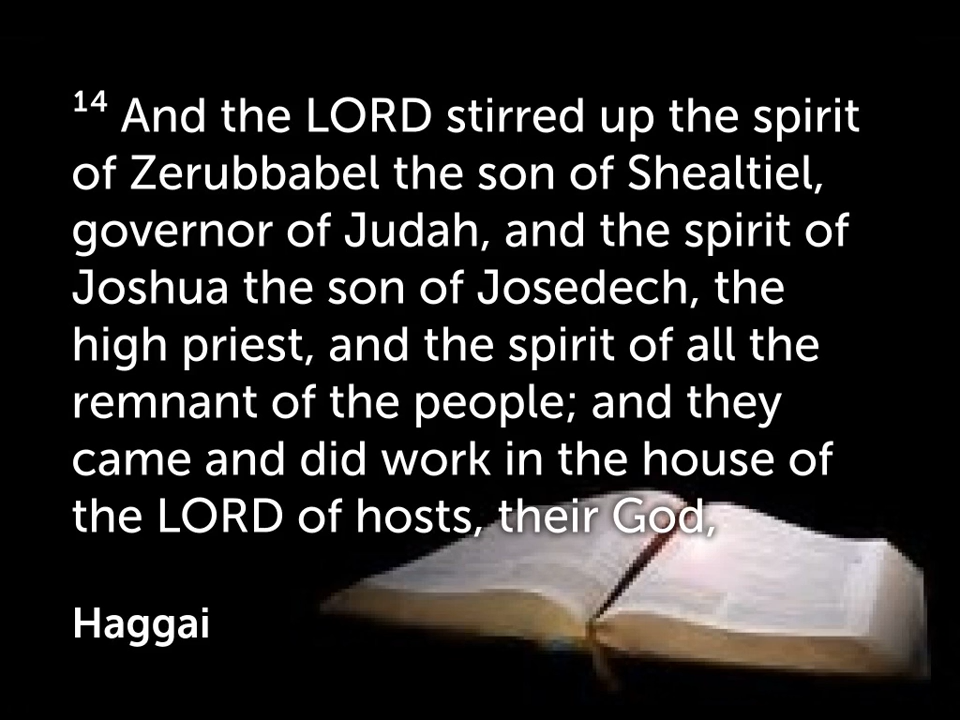 ¹⁴ And the LORD stirred up the spirit
of Zerubbabel the son of Shealtiel,
governor of Judah, and the spirit of
Joshua the son of Josedech, the
high priest, and the spirit of all the
remnant of the people; and they
came and did work in the house of
the LORD of hosts, their God,
Haggai